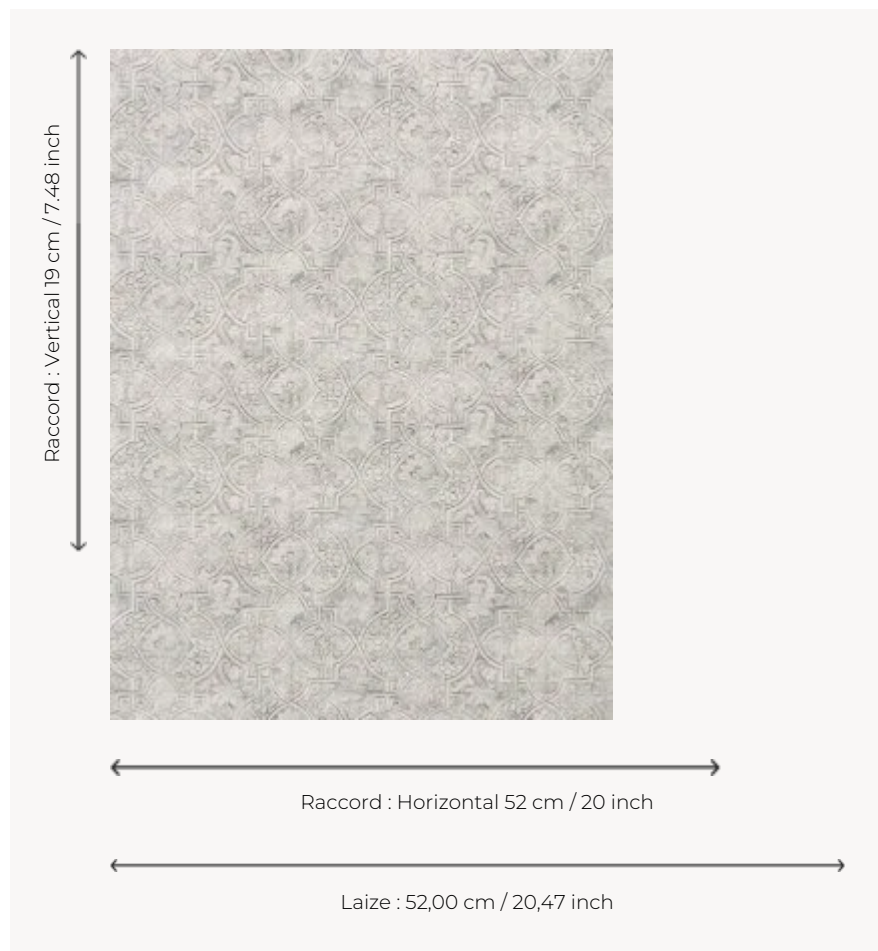 Raccord : Vertical 19 cm / 7.48 inch
Raccord : Horizontal 52 cm / 20 inch
Laize : 52,00 cm / 20,47 inch